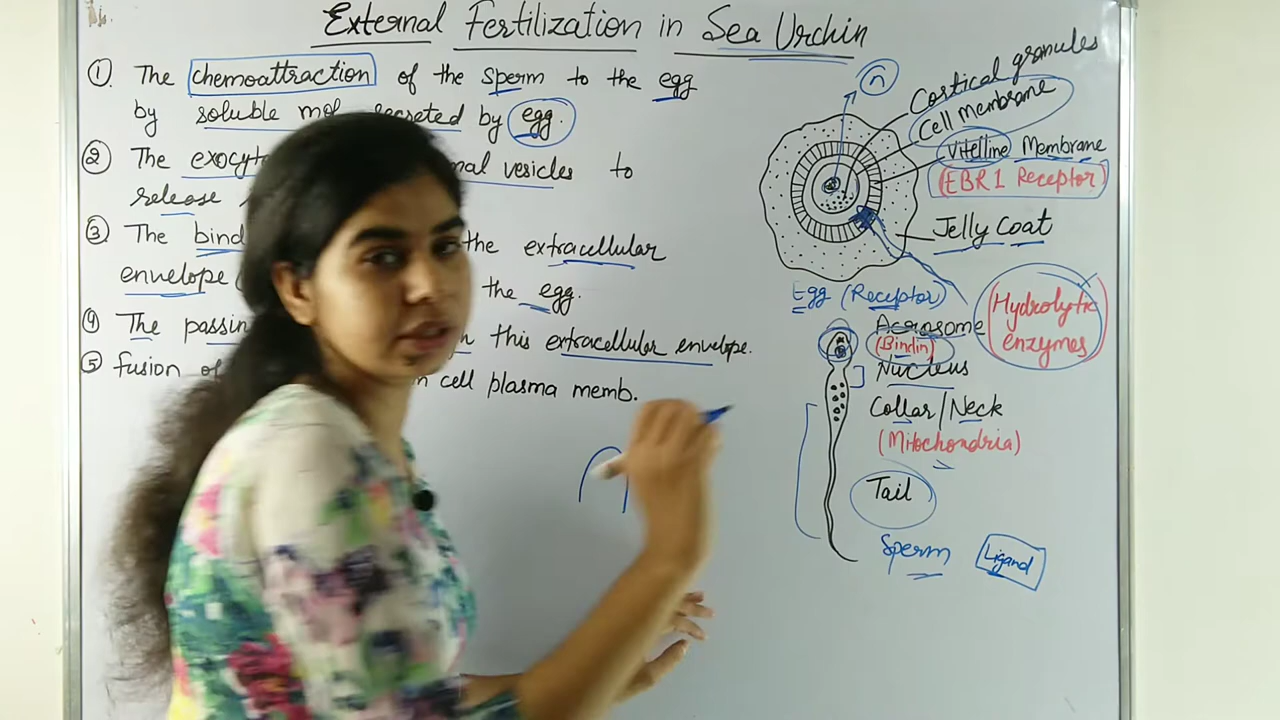 External Fertilization in Sea Urchin
① The chemoattraction of the sperm to the egg
by soluble mol secreted by egg.
② The exocyt nal vesicles to
release
③ The bind the extracellular
envelope the egg.
④ The passin this extracellular envelope.
⑤ fusion of cell plasma memb.
n
Cortical granules
Cell membrane
Vitelline Membrane
(EBR1 Receptor)
Jelly Coat
Egg (Receptor)
Hydrolytic
enzymes
Acrosome
(Bindin)
Nucleus
Collar/Neck
(Mitochondria)
Tail
Sperm
Ligand